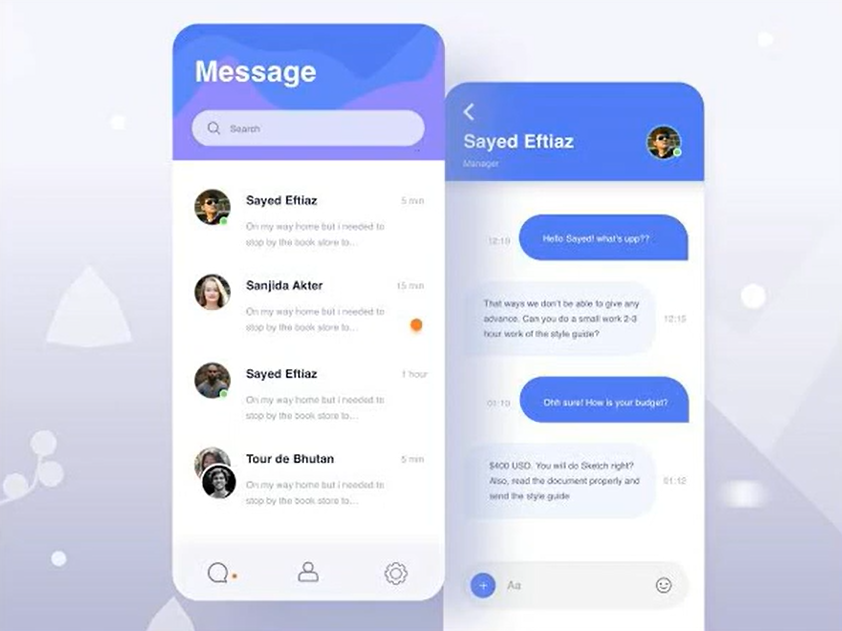 Message
Search
Sayed Eftiaz
5 min
On my way home but i needed to
stop by the book store to...
Sanjida Akter
15 min
On my way home but i needed to
stop by the book store to...
Sayed Eftiaz
1 hour
On my way home but i needed to
stop by the book store to...
Tour de Bhutan
5 min
On my way home but i needed to
stop by the book store to...
Sayed Eftiaz
Manager
12:10
Hello Sayed! what's upp??
That ways we don't be able to give any
advance. Can you do a small work 2-3
hour work of the style guide?
12:15
01:10
Ohh sure! How is your budget?
$400 USD. You will do Sketch right?
Also, read the document properly and
send the style guide
01:12
Aa